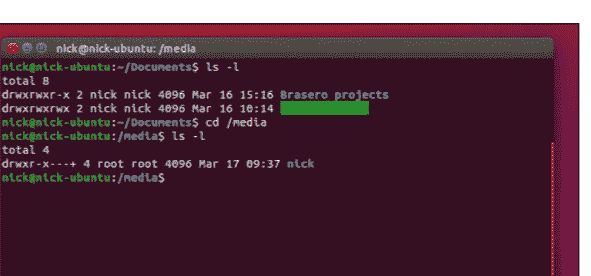 nick@nick-ubuntu: /media
nick@nick-ubuntu:~/Documents$ ls -l
total 8
drwxrwxr-x 2 nick nick 4096 Mar 16 15:16 Brasero projects
drwxrwxrwx 2 nick nick 4096 Mar 16 10:14
nick@nick-ubuntu:~/Documents$ cd /media
nick@nick-ubuntu:/media$ ls -l
total 4
drwxr-x---+ 4 root root 4096 Mar 17 09:37 nick
nick@nick-ubuntu:/media$